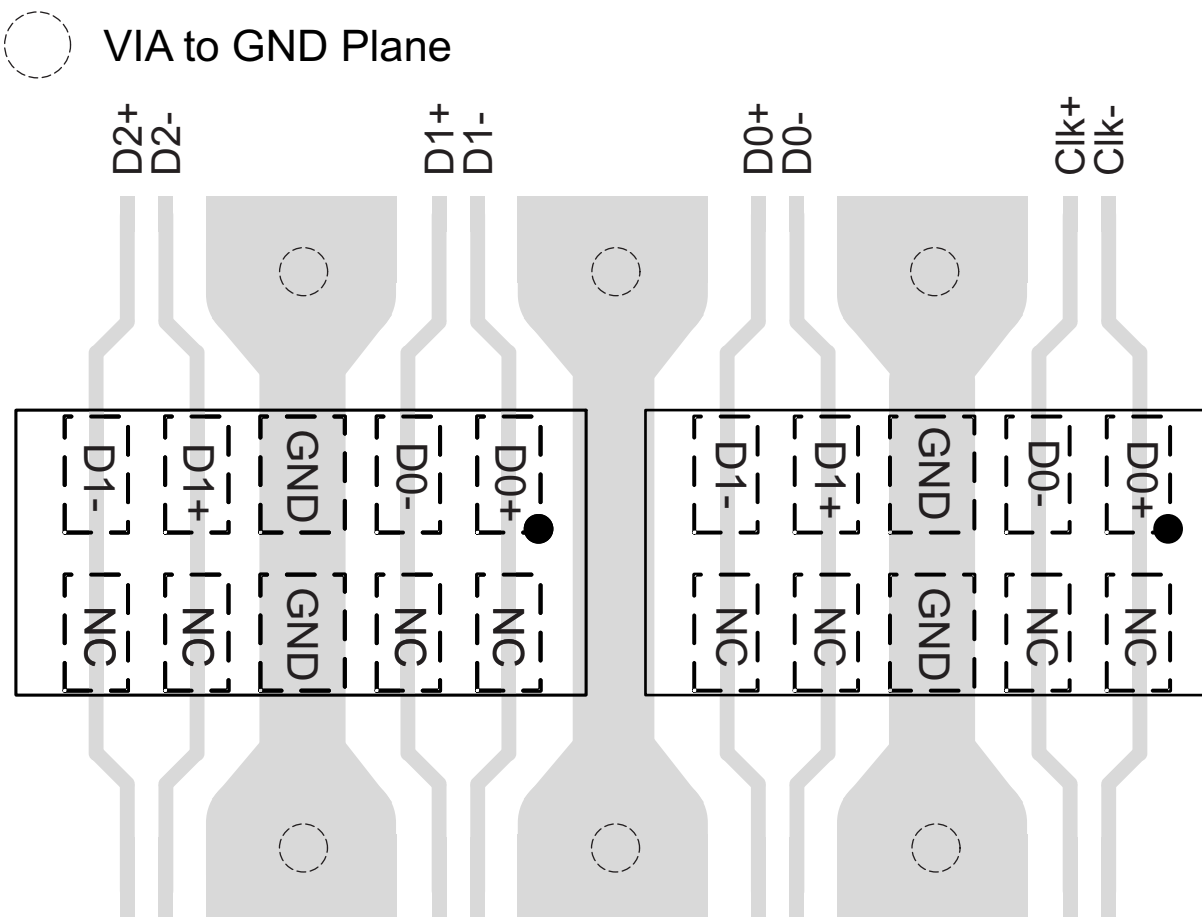 VIA to GND Plane
D2+ D2- D1+ D1- D0+ D0- Clk+ Clk-
D1- D1+ GND D0- D0+ D1- D1+ GND D0- D0+
NC NC GND NC NC NC NC GND NC NC